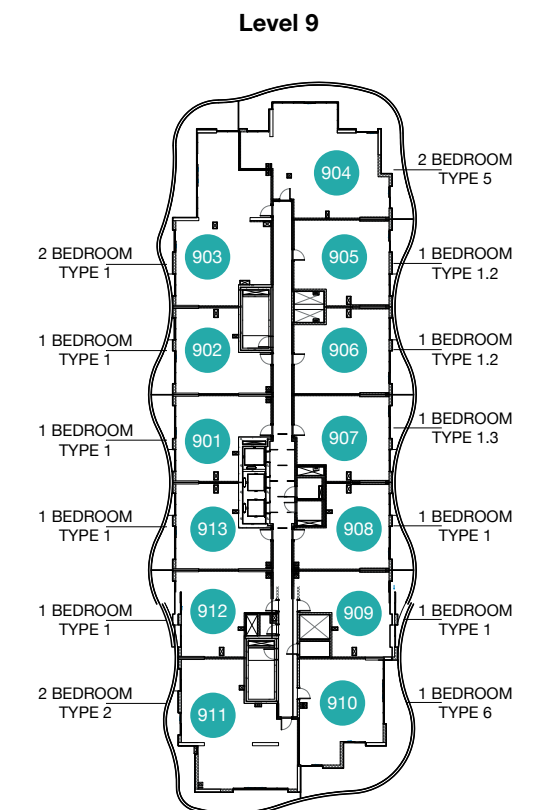 Level 9
904
2 BEDROOM
TYPE 5
903
2 BEDROOM
TYPE 1
905
1 BEDROOM
TYPE 1.2
902
1 BEDROOM
TYPE 1
906
1 BEDROOM
TYPE 1.2
901
1 BEDROOM
TYPE 1
907
1 BEDROOM
TYPE 1.3
913
1 BEDROOM
TYPE 1
908
1 BEDROOM
TYPE 1
912
1 BEDROOM
TYPE 1
909
1 BEDROOM
TYPE 1
911
2 BEDROOM
TYPE 2
910
1 BEDROOM
TYPE 6